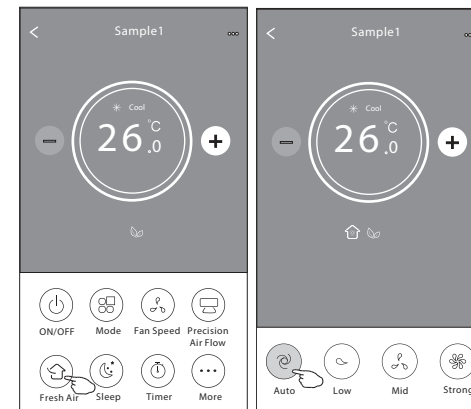 Sample1
Cool
26.0 °C
ON/OFF Mode Fan Speed Precision
Air Flow
Fresh Air Sleep Timer More
Sample1
Cool
26.0 °C
Auto Low Mid Strong